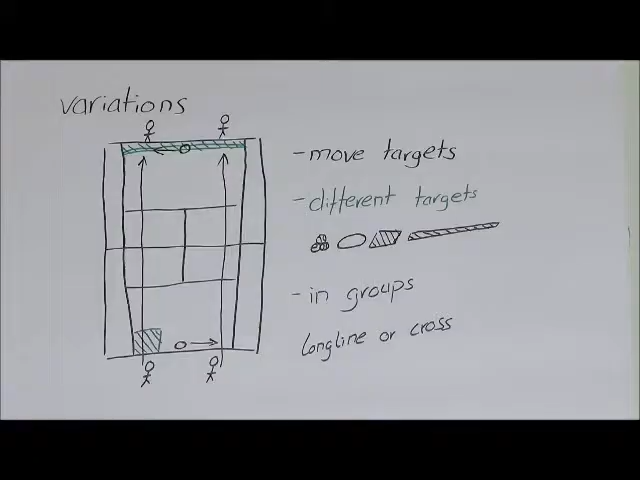 variations
- move targets
- different targets
- in groups
longline or cross